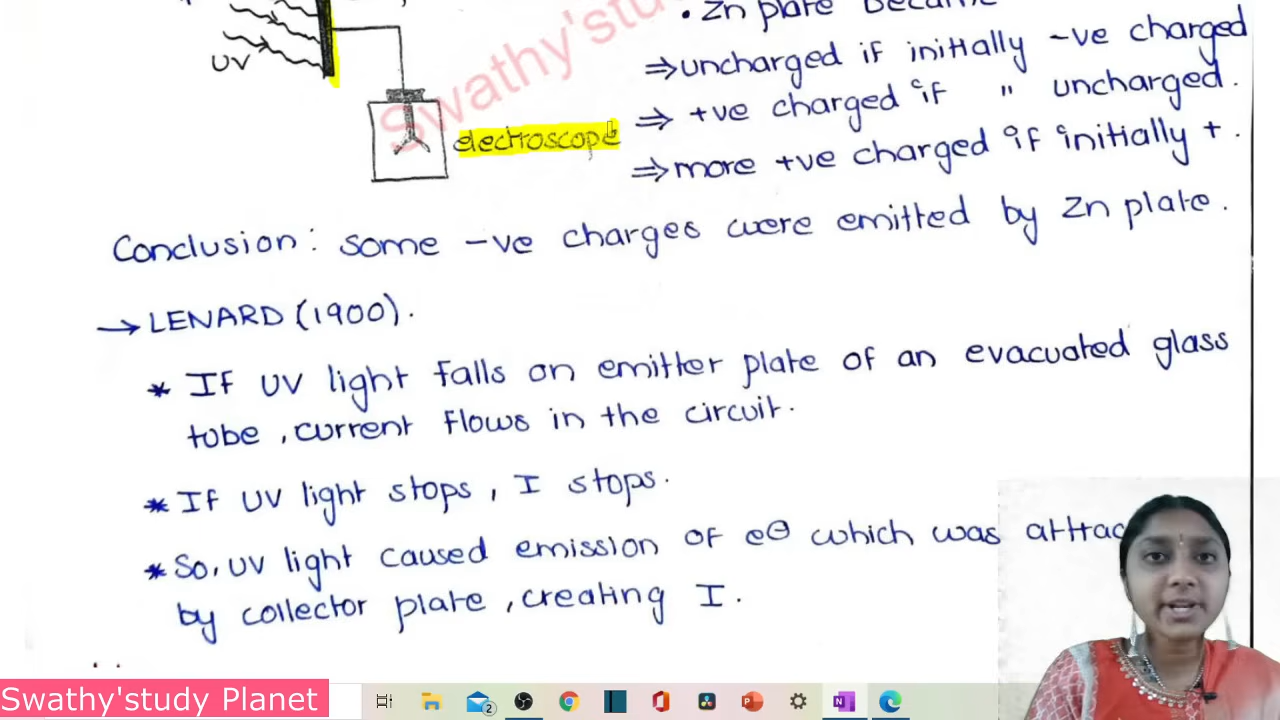 • Zn plate became
⇒ uncharged if initially -ve charged
UV
⇒ +ve charged if " uncharged.
electroscope
⇒ more +ve charged if initially +.
Swathy'stu
Conclusion: some -ve charges were emitted by Zn plate.
→ LENARD (1900).
* If UV light falls on emitter plate of an evacuated glass
tube, current flows in the circuit.
* If UV light stops, I stops.
* So, UV light caused emission of e⊖ which was attrac
by collector plate, creating I.
Swathy'study Planet
2